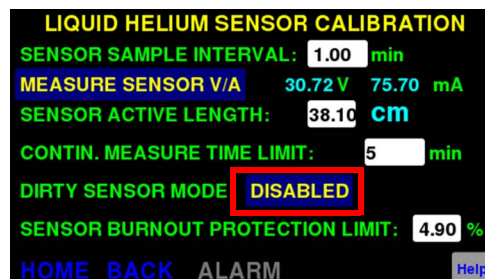 LIQUID HELIUM SENSOR CALIBRATION
SENSOR SAMPLE INTERVAL: 1.00 min
MEASURE SENSOR V/A 30.72 V 75.70 mA
SENSOR ACTIVE LENGTH: 38.10 cm
CONTIN. MEASURE TIME LIMIT: 5 min
DIRTY SENSOR MODE DISABLED
SENSOR BURNOUT PROTECTION LIMIT: 4.90 %
HOME BACK ALARM Help